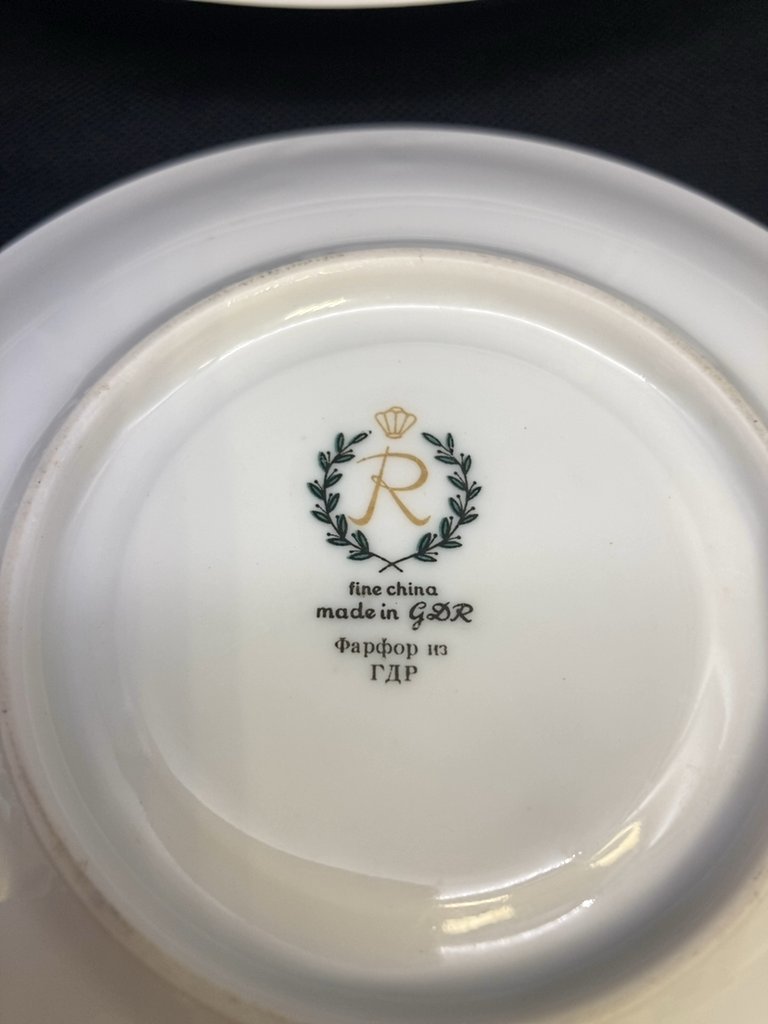 R
fine china
made in GDR
Фарфор из
ГДР